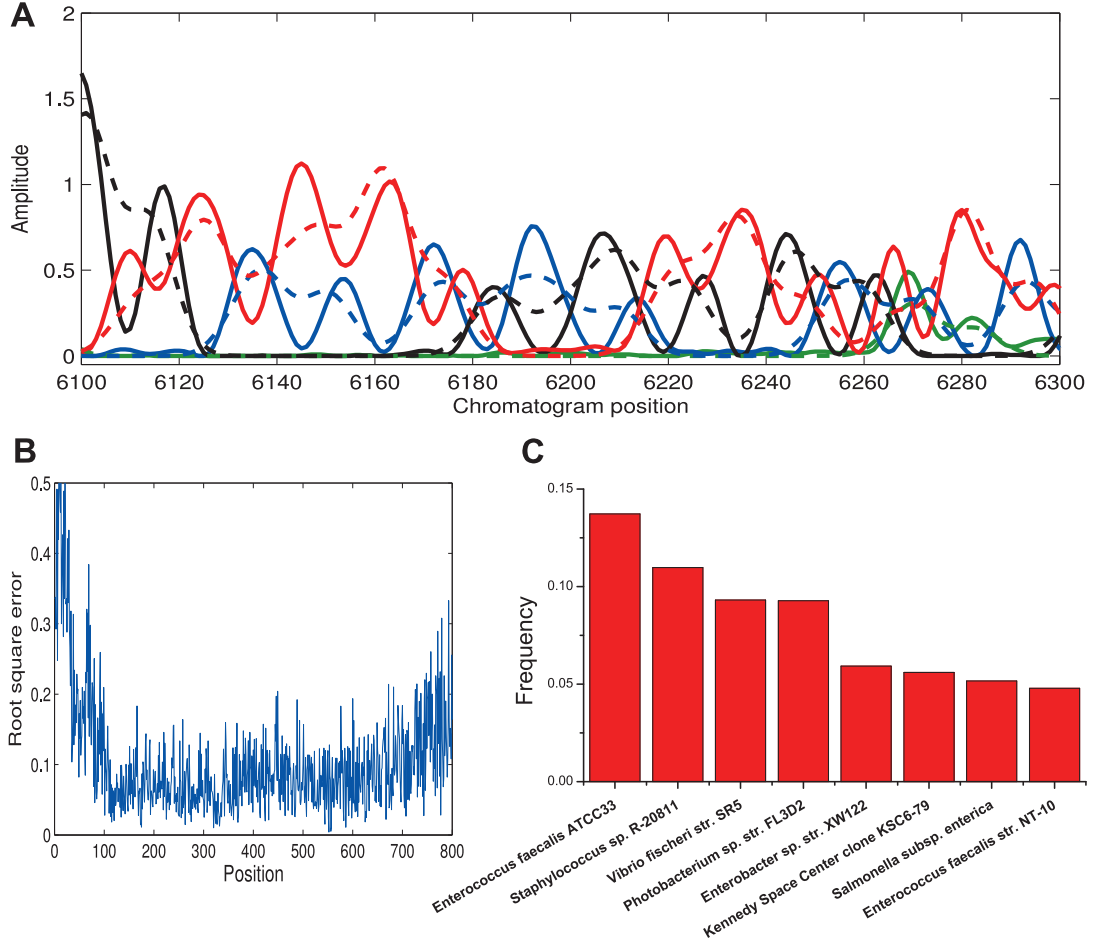 A
2
1.5
1
0.5
0
Amplitude
6100 6120 6140 6160 6180 6200 6220 6240 6260 6280 6300
Chromatogram position
B
0.5
0.4
0.3
0.2
0.1
0
Root square error
0 100 200 300 400 500 600 700 800
Position
C
0.15
0.10
0.05
0.00
Frequency
Enterococcus faecalis ATCC33
Staphylococcus sp. R-20811
Vibrio fischeri str. SR5
Photobacterium sp. str. FL3D2
Enterobacter sp. str. XW122
Kennedy Space Center clone KSC6-79
Salmonella subsp. enterica
Enterococcus faecalis str. NT-10